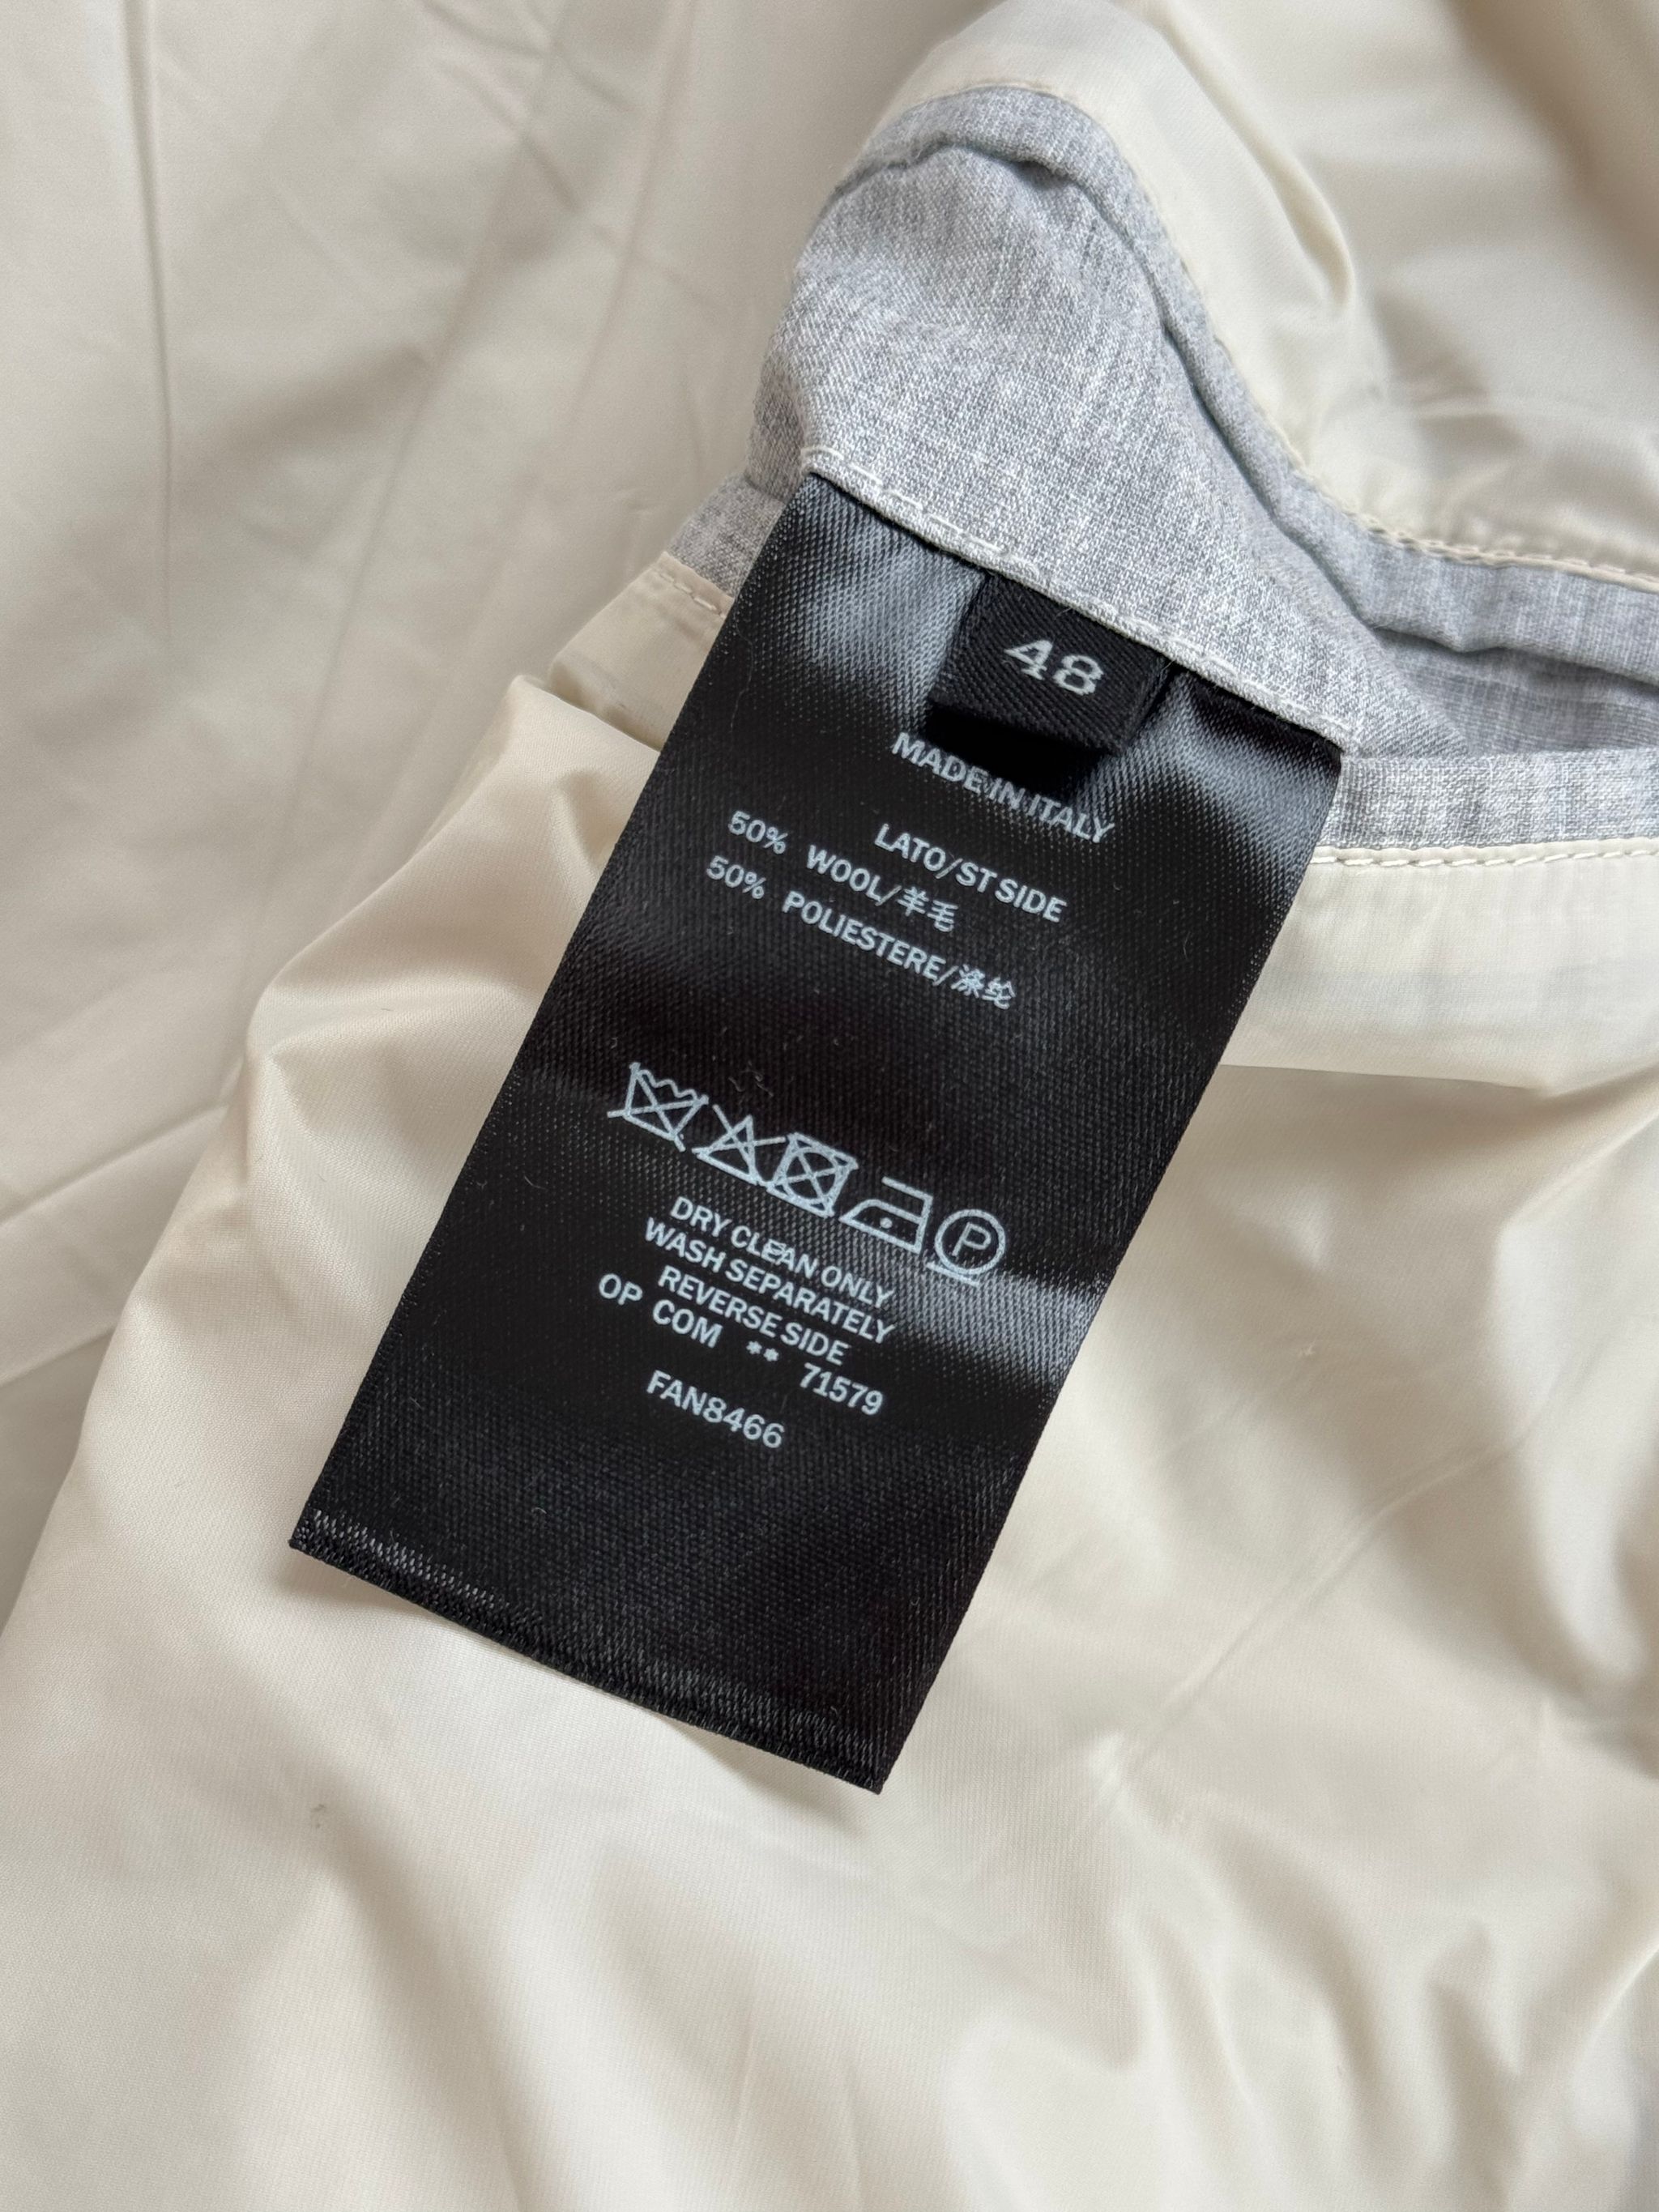 48
MADE IN ITALY
LATO/ST SIDE
50% WOOL/羊毛
50% POLIESTERE/涤纶
P
DRY CLEAN ONLY
WASH SEPARATELY
REVERSE SIDE
OP COM ** 71579
FAN8466